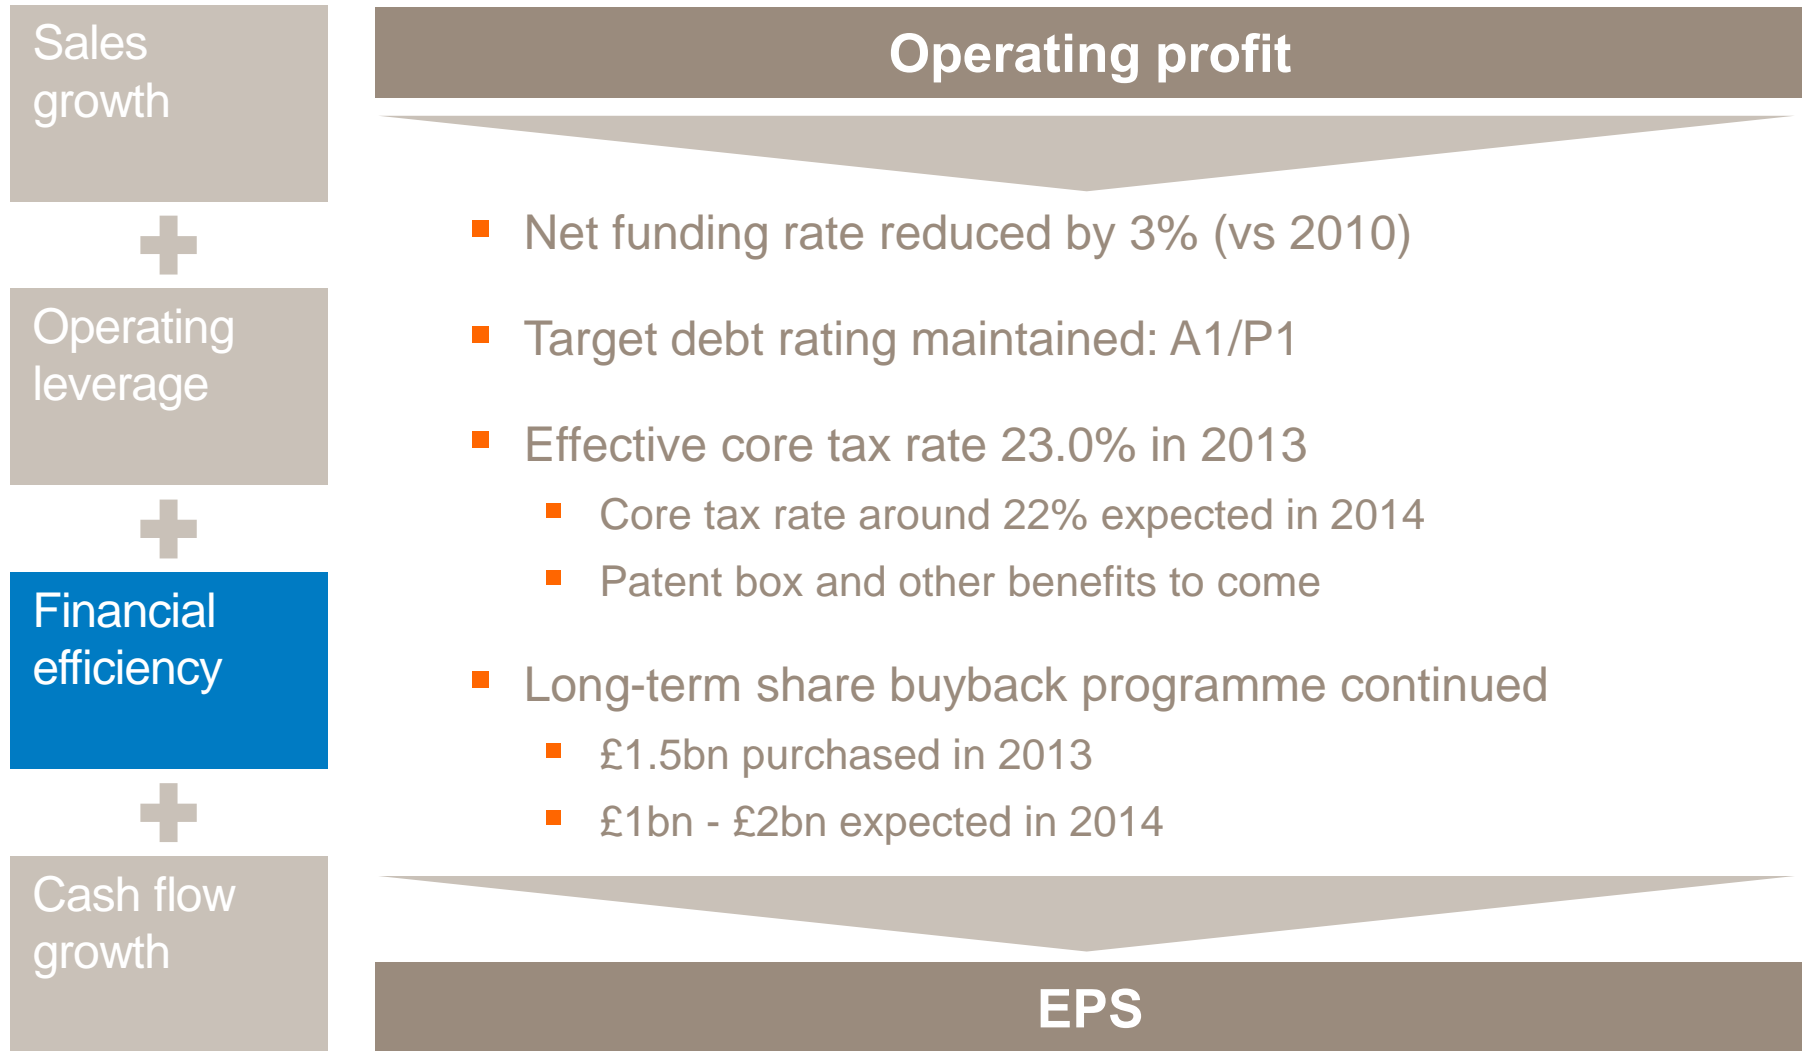 Sales
growth
Operating
leverage
Financial
efficiency
Cash flow
growth
Operating profit
Net funding rate reduced by 3% (vs 2010)
Target debt rating maintained: A1/P1
Effective core tax rate 23.0% in 2013
Core tax rate around 22% expected in 2014
Patent box and other benefits to come
Long-term share buyback programme continued
£1.5bn purchased in 2013
£1bn - £2bn expected in 2014
EPS